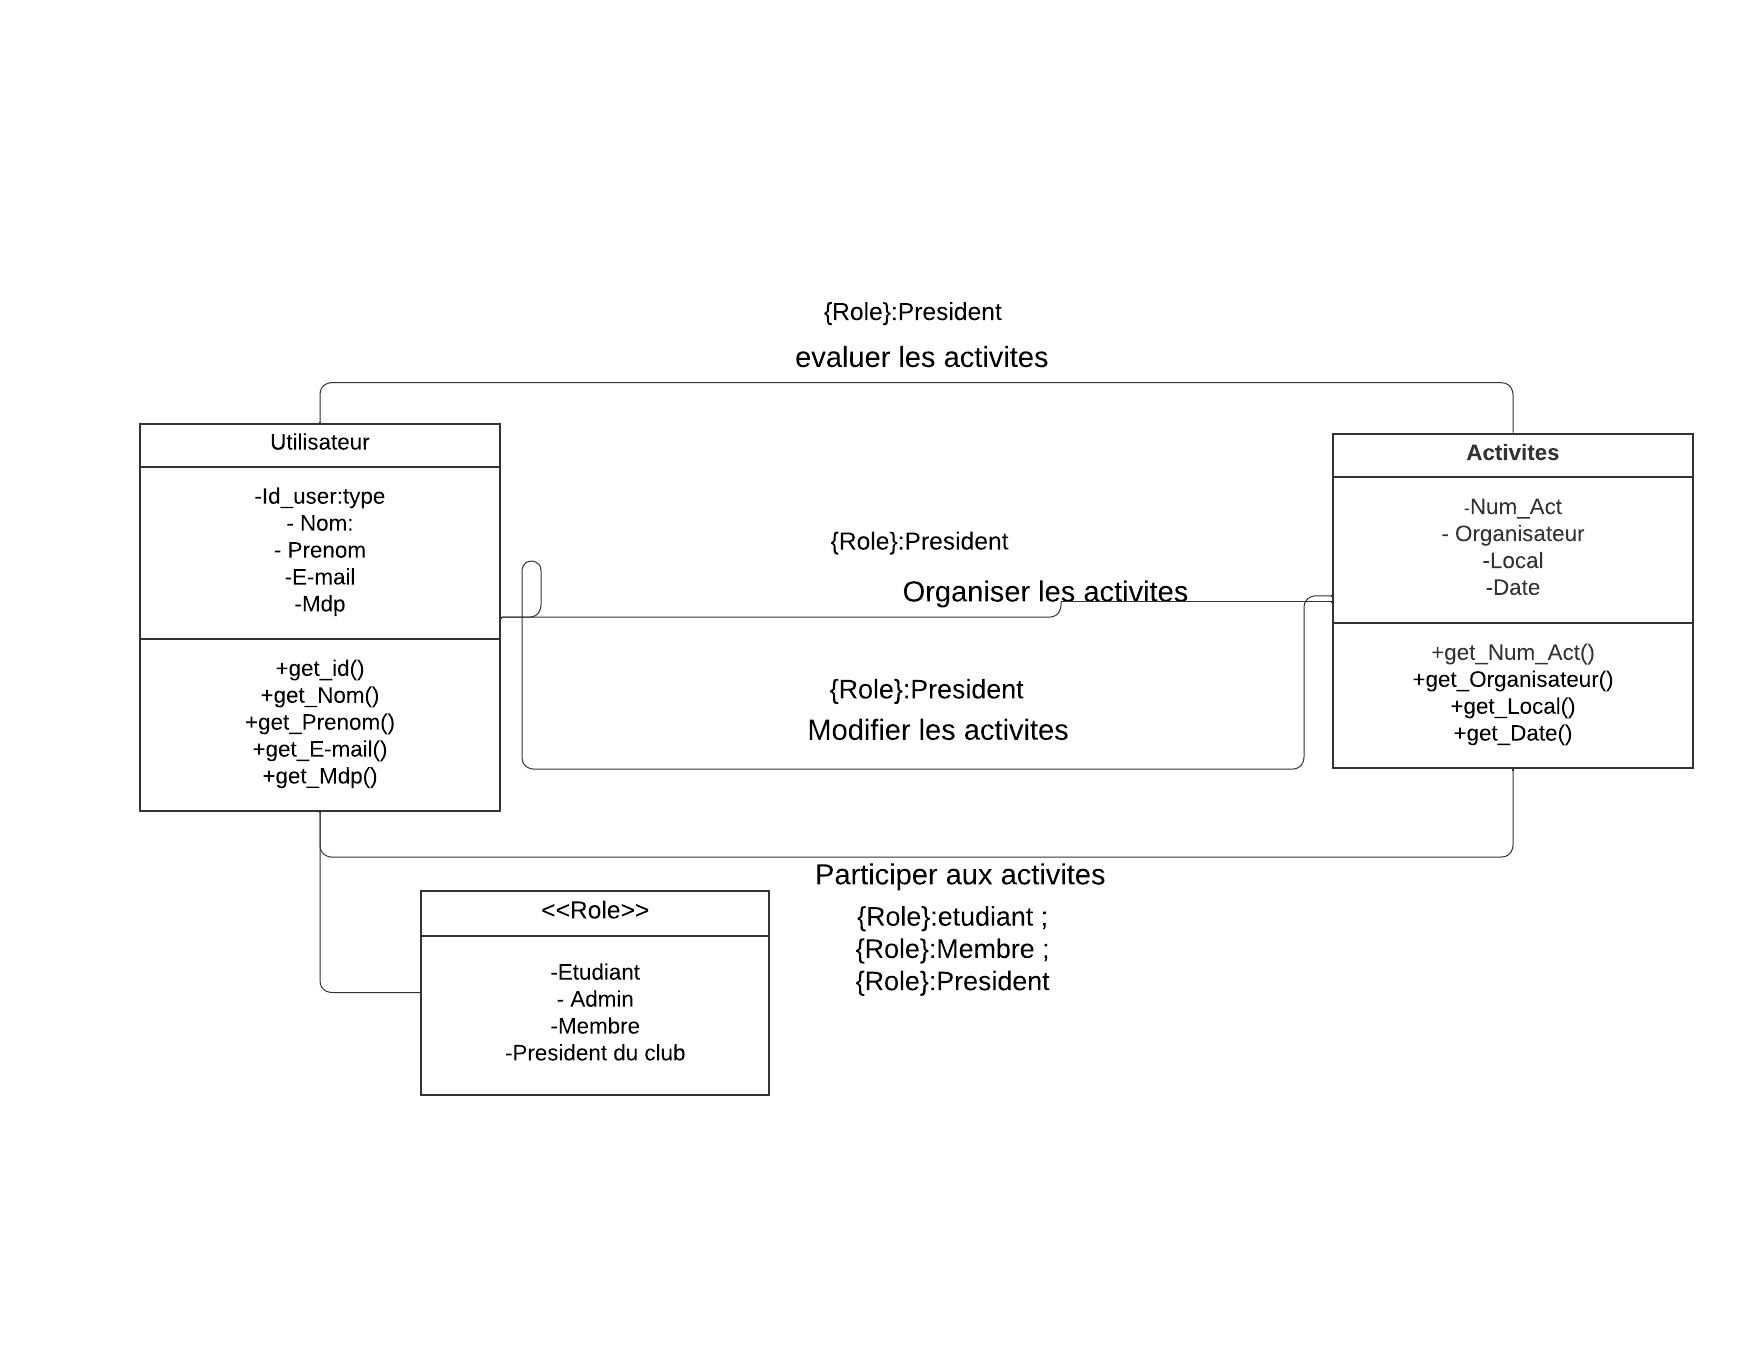 {Role}:President
evaluer les activites
Utilisateur
-Id_user:type
- Nom:
- Prenom
-E-mail
-Mdp
+get_id()
+get_Nom()
+get_Prenom()
+get_E-mail()
+get_Mdp()
{Role}:President
Organiser les activites
{Role}:President
Modifier les activites
Activites
-Num_Act
- Organisateur
-Local
-Date
+get_Num_Act()
+get_Organisateur()
+get_Local()
+get_Date()
Participer aux activites
{Role}:etudiant ;
{Role}:Membre ;
{Role}:President
<<Role>>
-Etudiant
- Admin
-Membre
-President du club